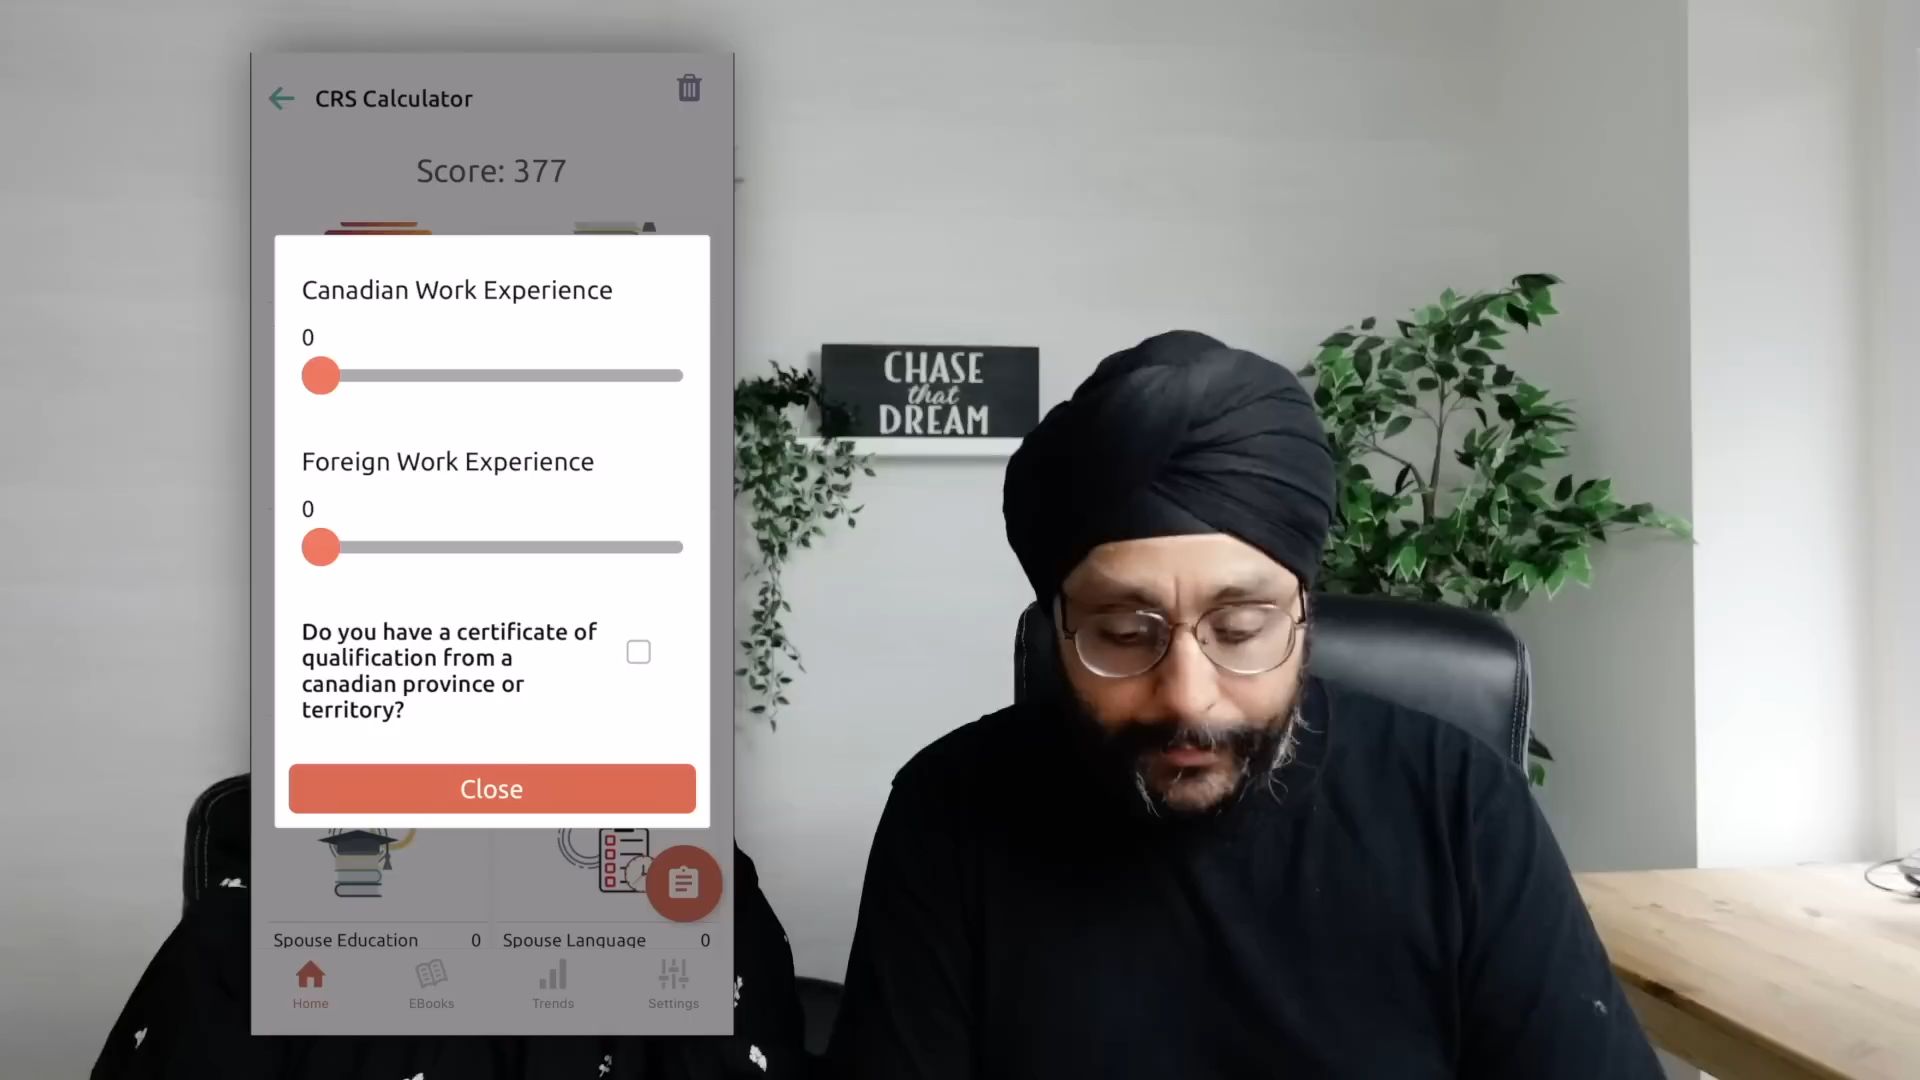 CRS Calculator
Score: 377
Canadian Work Experience
0
Foreign Work Experience
0
Do you have a certificate of
qualification from a
canadian province or
territory?
Close
Spouse Education 0
Spouse Language 0
Home
EBooks
Trends
Settings
CHASE
that
DREAM